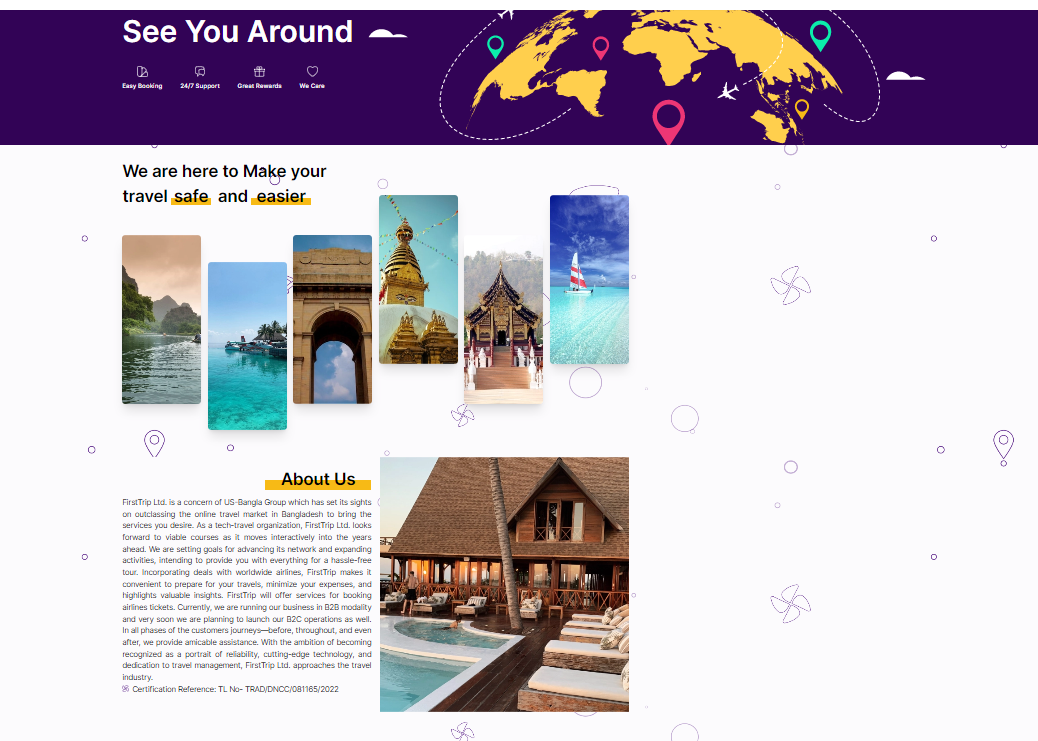 See You Around
Easy Booking
24/7 Support
Great Rewards
We Care
We are here to Make your
travel safe and easier
About Us
FirstTrip Ltd. is a concern of US-Bangla Group which has set its sights
on outclassing the online travel market in Bangladesh to bring the
services you desire. As a tech-travel organization, FirstTrip Ltd. looks
forward to viable courses as it moves interactively into the years
ahead. We are setting goals for advancing its network and expanding
activities, intending to provide you with everything for a hassle-free
tour. Incorporating deals with worldwide airlines, FirstTrip makes it
convenient to prepare for your travels, minimize your expenses, and
highlights valuable insights. FirstTrip will offer services for booking
airlines tickets. Currently, we are running our business in B2B modality
and very soon we are planning to launch our B2C operations as well.
In all phases of the customers journeys—before, throughout, and even
after, we provide amicable assistance. With the ambition of becoming
recognized as a portrait of reliability, cutting-edge technology, and
dedication to travel management, FirstTrip Ltd. approaches the travel
industry.
Certification Reference: TL No- TRAD/DNCC/081165/2022